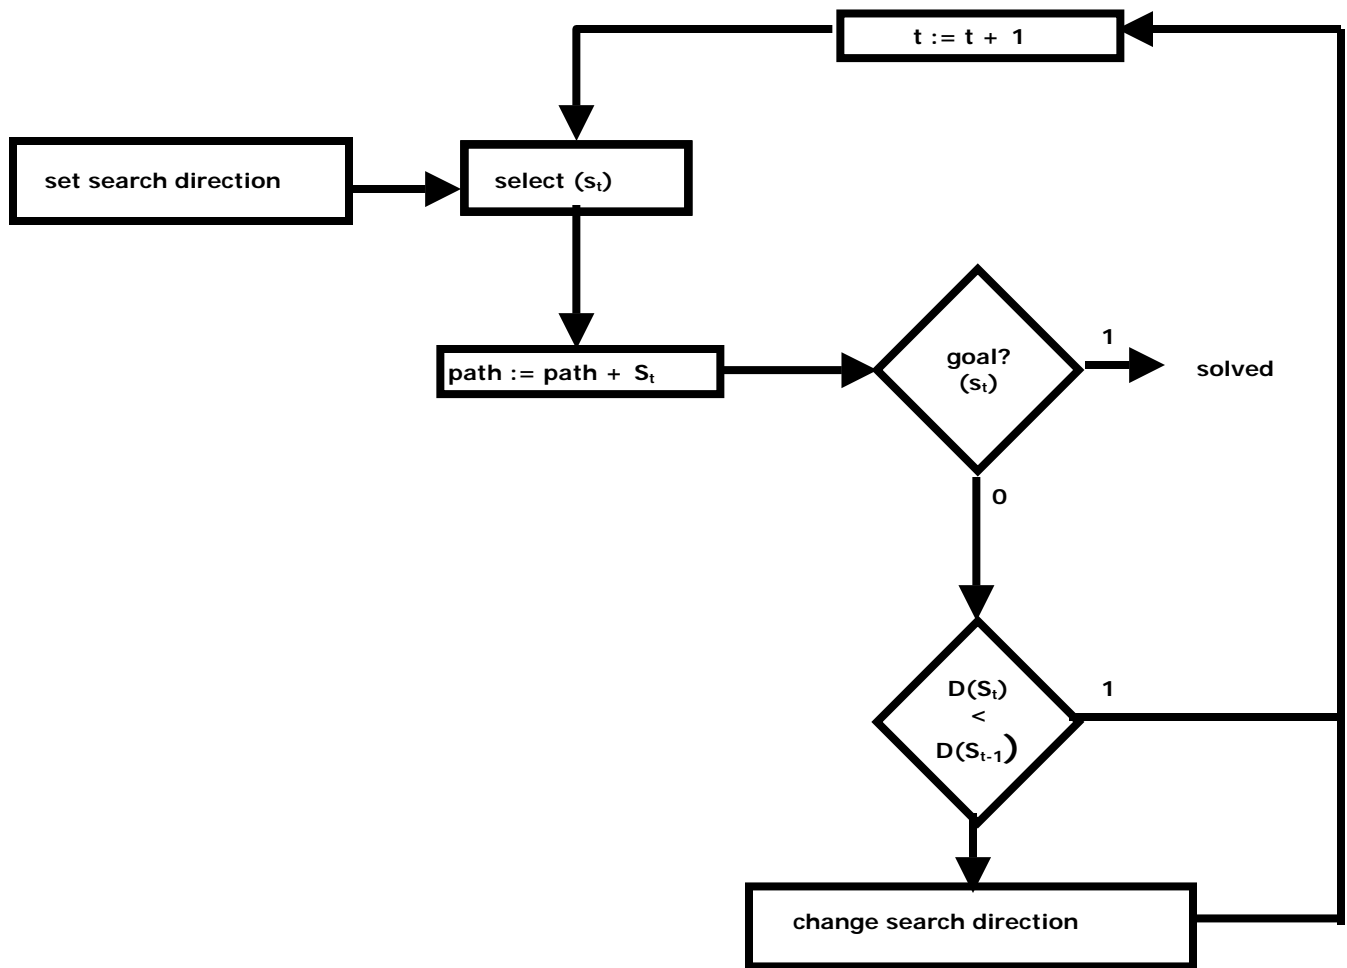 t := t + 1
set search direction
select (sₜ)
path := path + Sₜ
goal?
(sₜ)
1
solved
0
D(Sₜ)
<
D(Sₜ₋₁)
1
change search direction